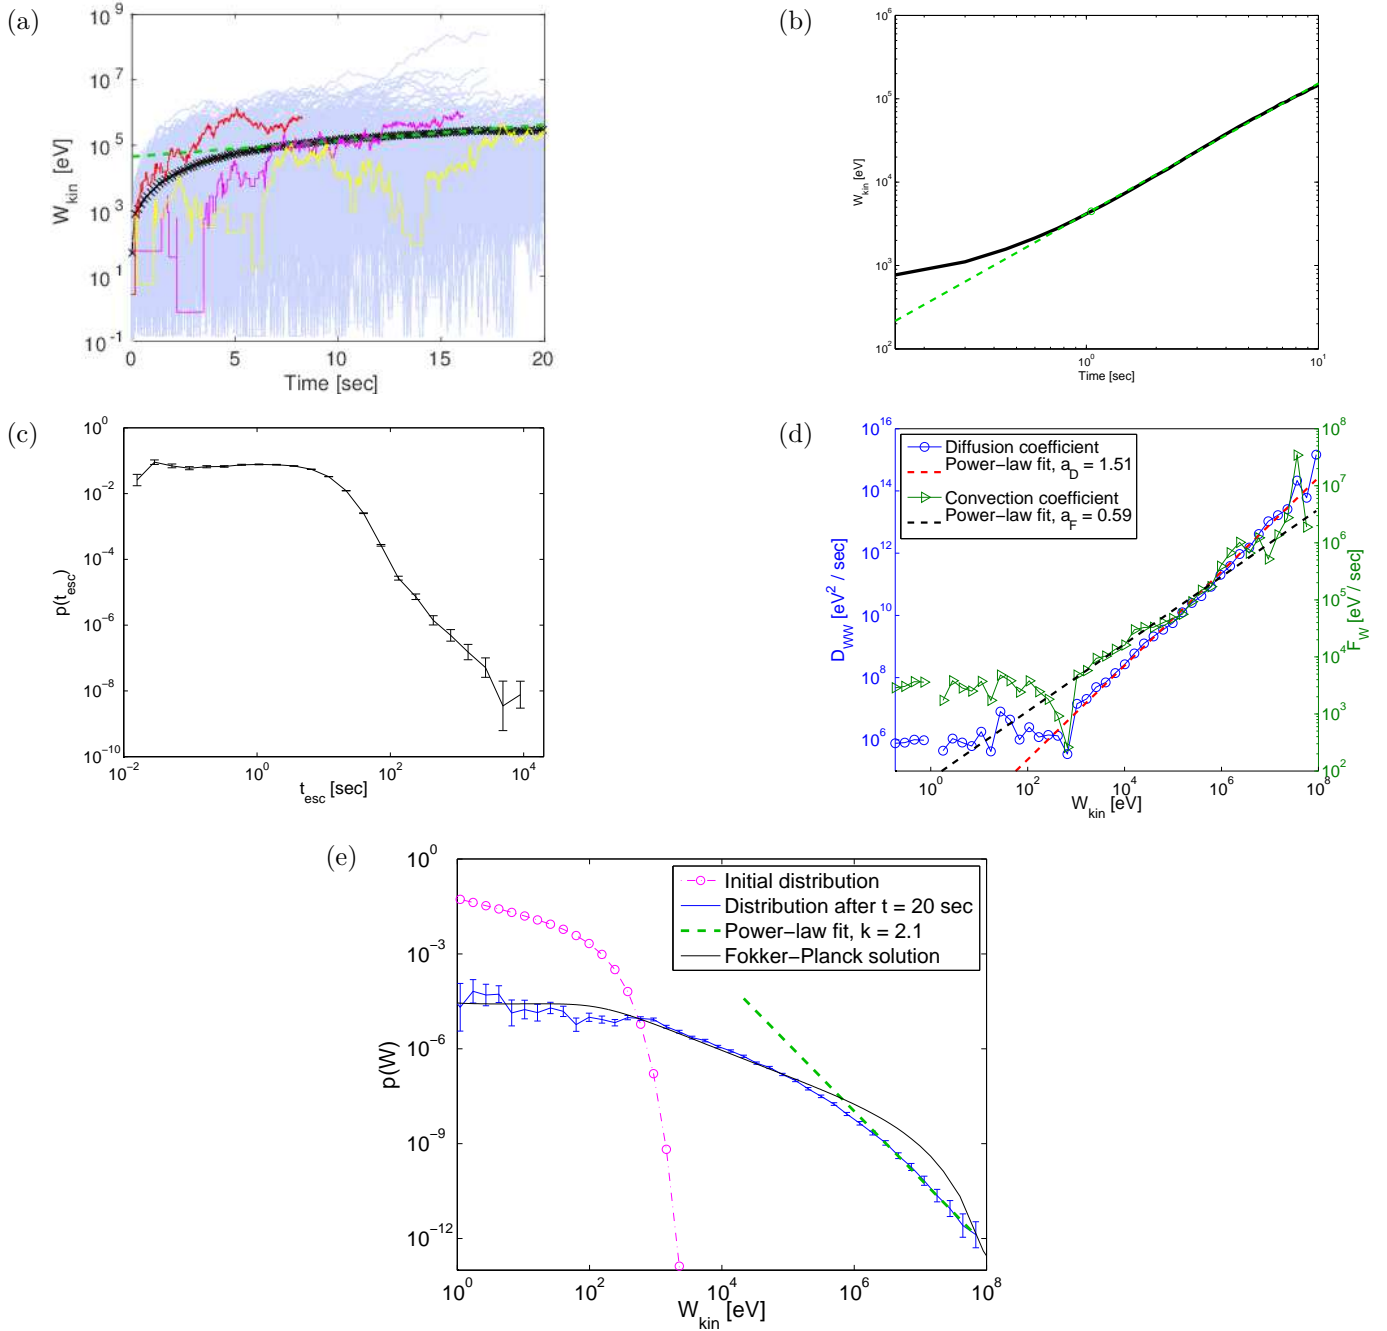 (a)
10^9
10^7
10^5
10^3
10^1
10^-1
W_kin [eV]
0 5 10 15 20
Time [sec]
(b)
10^6
10^5
10^4
10^3
10^2
W_kin [eV]
10^0 10^1
Time [sec]
(c)
10^0
10^-2
10^-4
10^-6
10^-8
10^-10
p(t_esc)
10^-2 10^0 10^2 10^4
t_esc [sec]
(d)
10^16
10^14
10^12
10^10
10^8
10^6
D_WW [eV^2 / sec]
Diffusion coefficient
Power-law fit, a_D = 1.51
Convection coefficient
Power-law fit, a_F = 0.59
10^8
10^7
10^6
10^5
10^4
10^3
10^2
F_W [eV / sec]
10^0 10^2 10^4 10^6 10^8
W_kin [eV]
(e)
10^0
10^-3
10^-6
10^-9
10^-12
p(W)
Initial distribution
Distribution after t = 20 sec
Power-law fit, k = 2.1
Fokker-Planck solution
10^0 10^2 10^4 10^6 10^8
W_kin [eV]